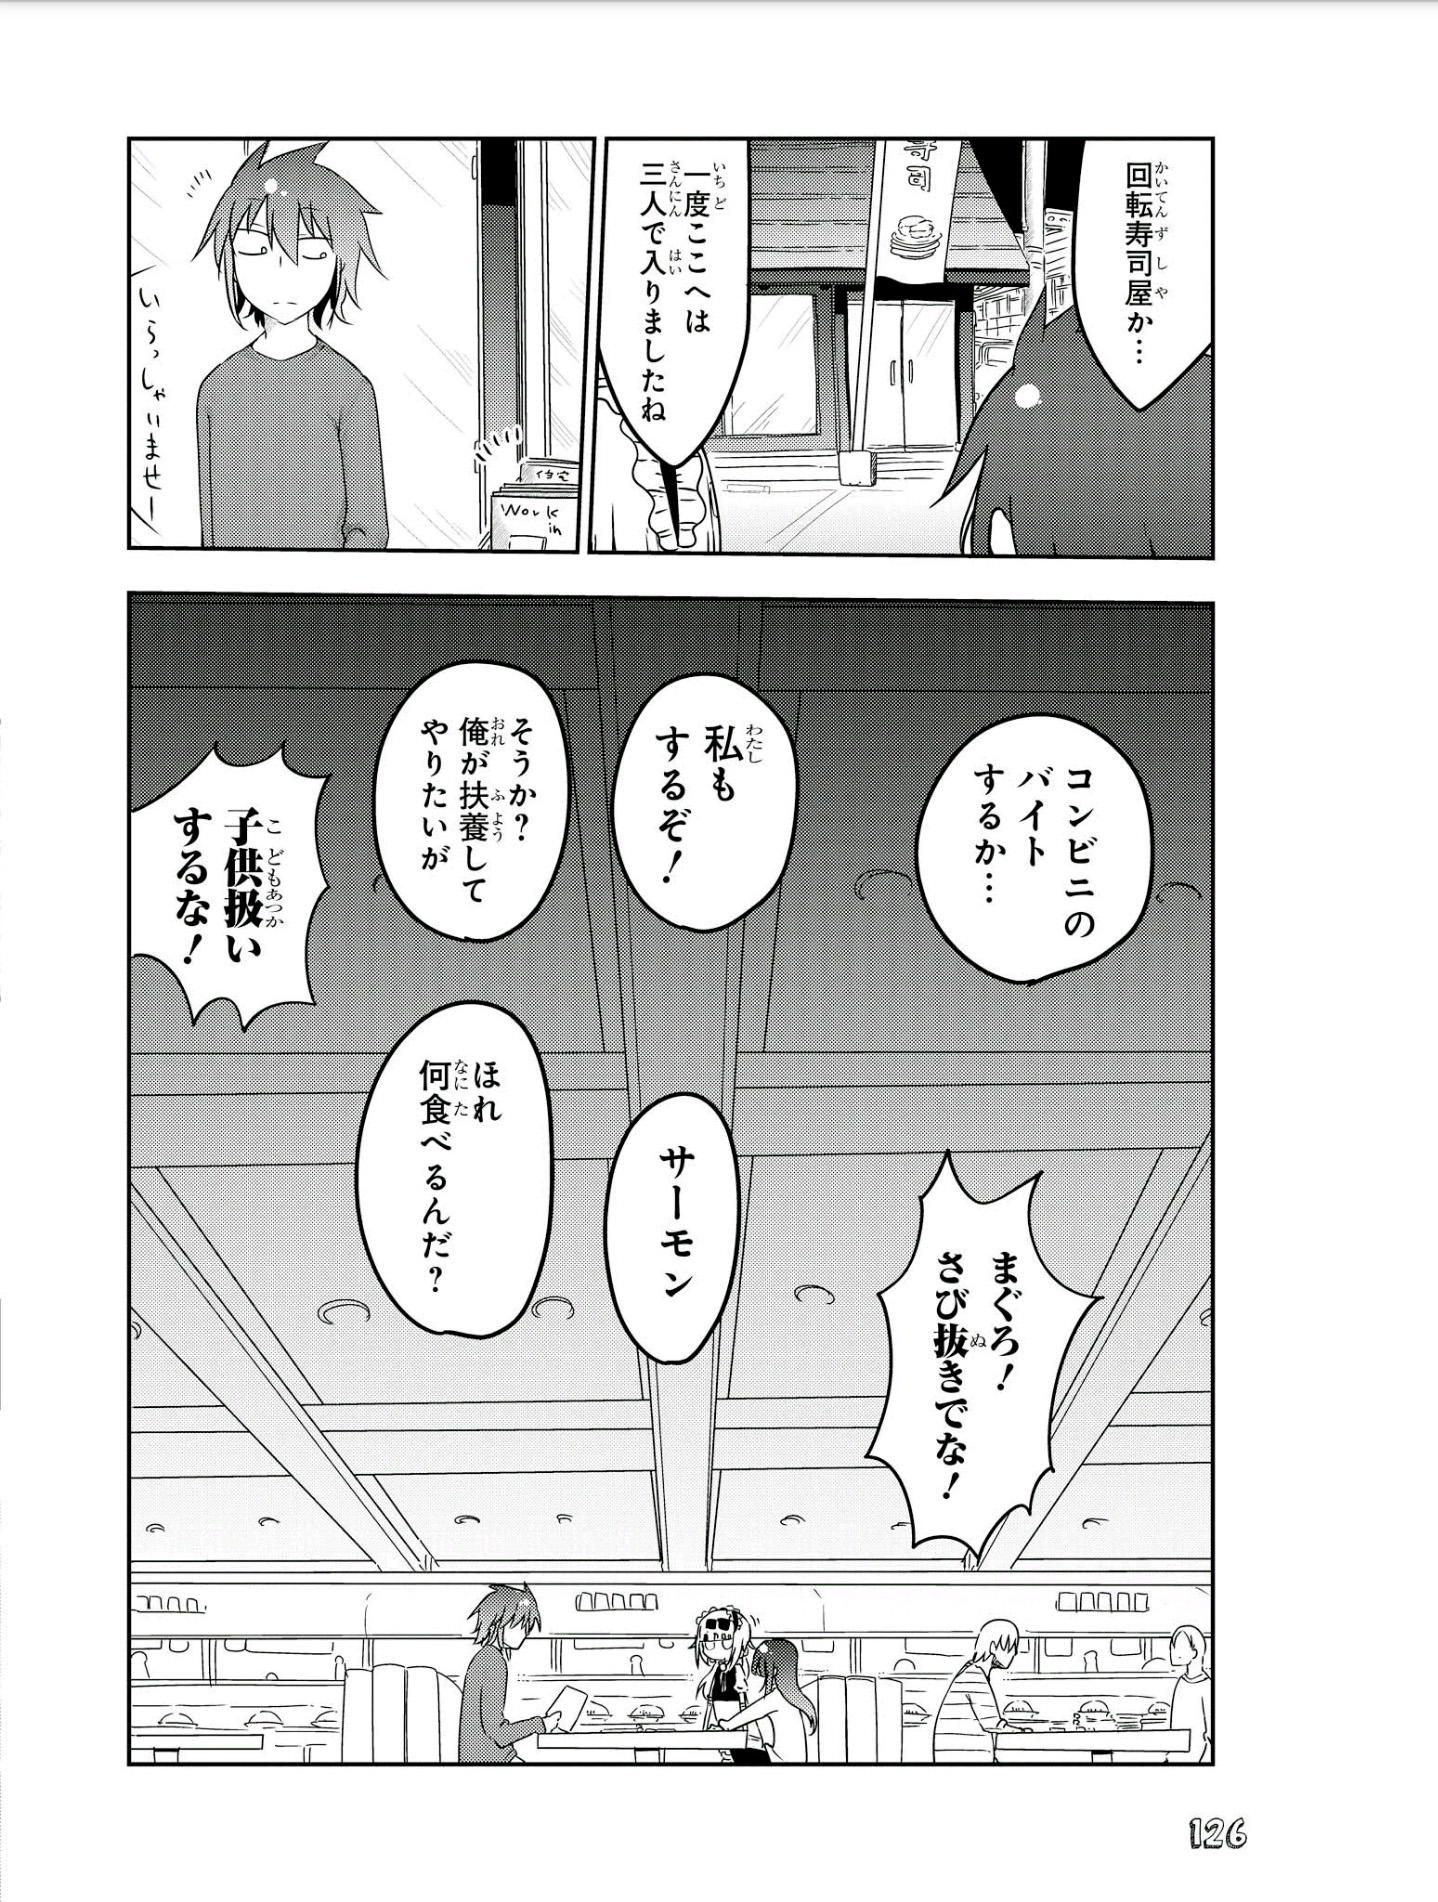 回転寿司屋か…
寿司
一度ここへは
三人で入りましたね
いらっしゃいませー
住宅
Work
in
コンビニの
バイト
するか…
私も
するぞ！
そうか？
俺が扶養して
やりたいが
子供扱い
するな！
ほれ
何食べるんだ？
サーモン
まぐろ！
さび抜きでな！
126